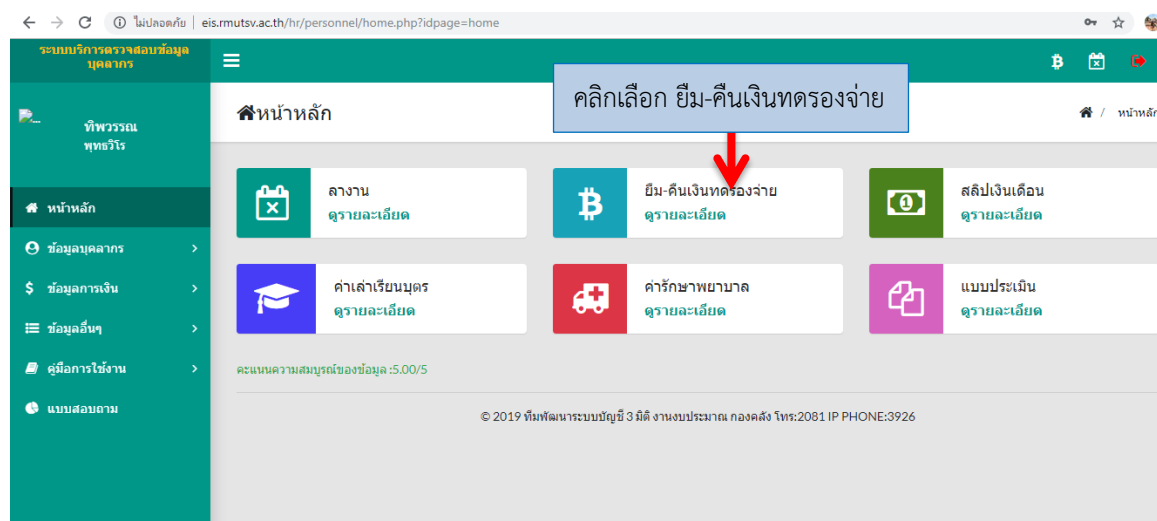 ไม่ปลอดภัย | eis.rmutsv.ac.th/hr/personnel/home.php?idpage=home
ระบบบริการตรวจสอบข้อมูล
บุคลากร
คลิกเลือก ยืม-คืนเงินทดรองจ่าย
ทิพวรรณ
พุทธวิโร
หน้าหลัก
/ หน้าหลัก
หน้าหลัก
ข้อมูลบุคลากร
ข้อมูลการเงิน
ข้อมูลอื่นๆ
คู่มือการใช้งาน
แบบสอบถาม
ลางาน
ดูรายละเอียด
ยืม-คืนเงินทดรองจ่าย
ดูรายละเอียด
สลิปเงินเดือน
ดูรายละเอียด
ค่าเล่าเรียนบุตร
ดูรายละเอียด
ค่ารักษาพยาบาล
ดูรายละเอียด
แบบประเมิน
ดูรายละเอียด
คะแนนความสมบูรณ์ของข้อมูล :5.00/5
© 2019 ทีมพัฒนาระบบบัญชี 3 มิติ งานงบประมาณ กองคลัง โทร:2081 IP PHONE:3926